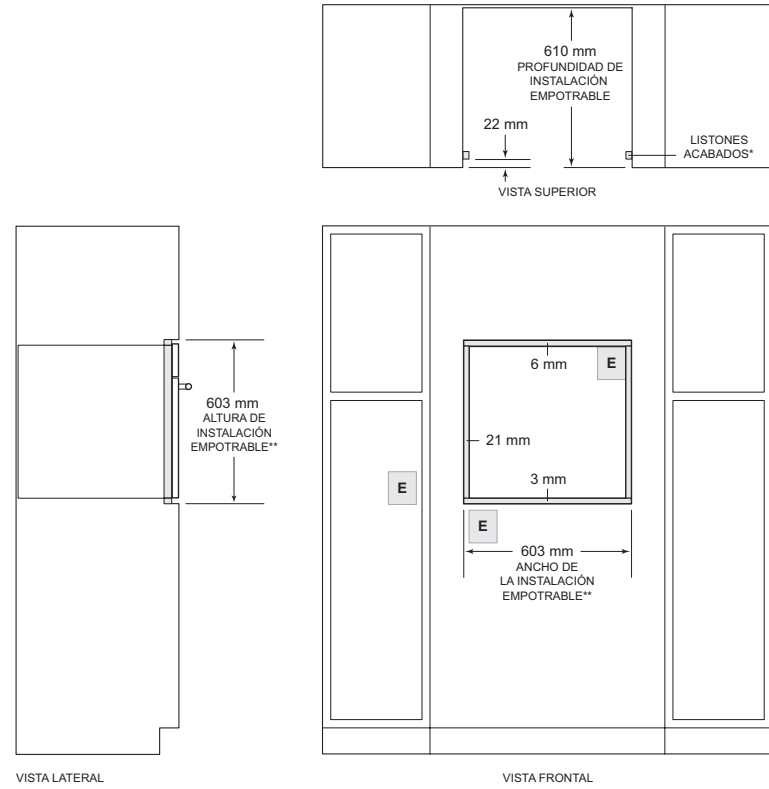 610 mm
PROFUNDIDAD DE
INSTALACIÓN
EMPOTRABLE
22 mm
LISTONES
ACABADOS*
VISTA SUPERIOR
603 mm
ALTURA DE
INSTALACIÓN
EMPOTRABLE**
6 mm
E
21 mm
3 mm
E
E
603 mm
ANCHO DE
LA INSTALACIÓN
EMPOTRABLE**
VISTA LATERAL
VISTA FRONTAL